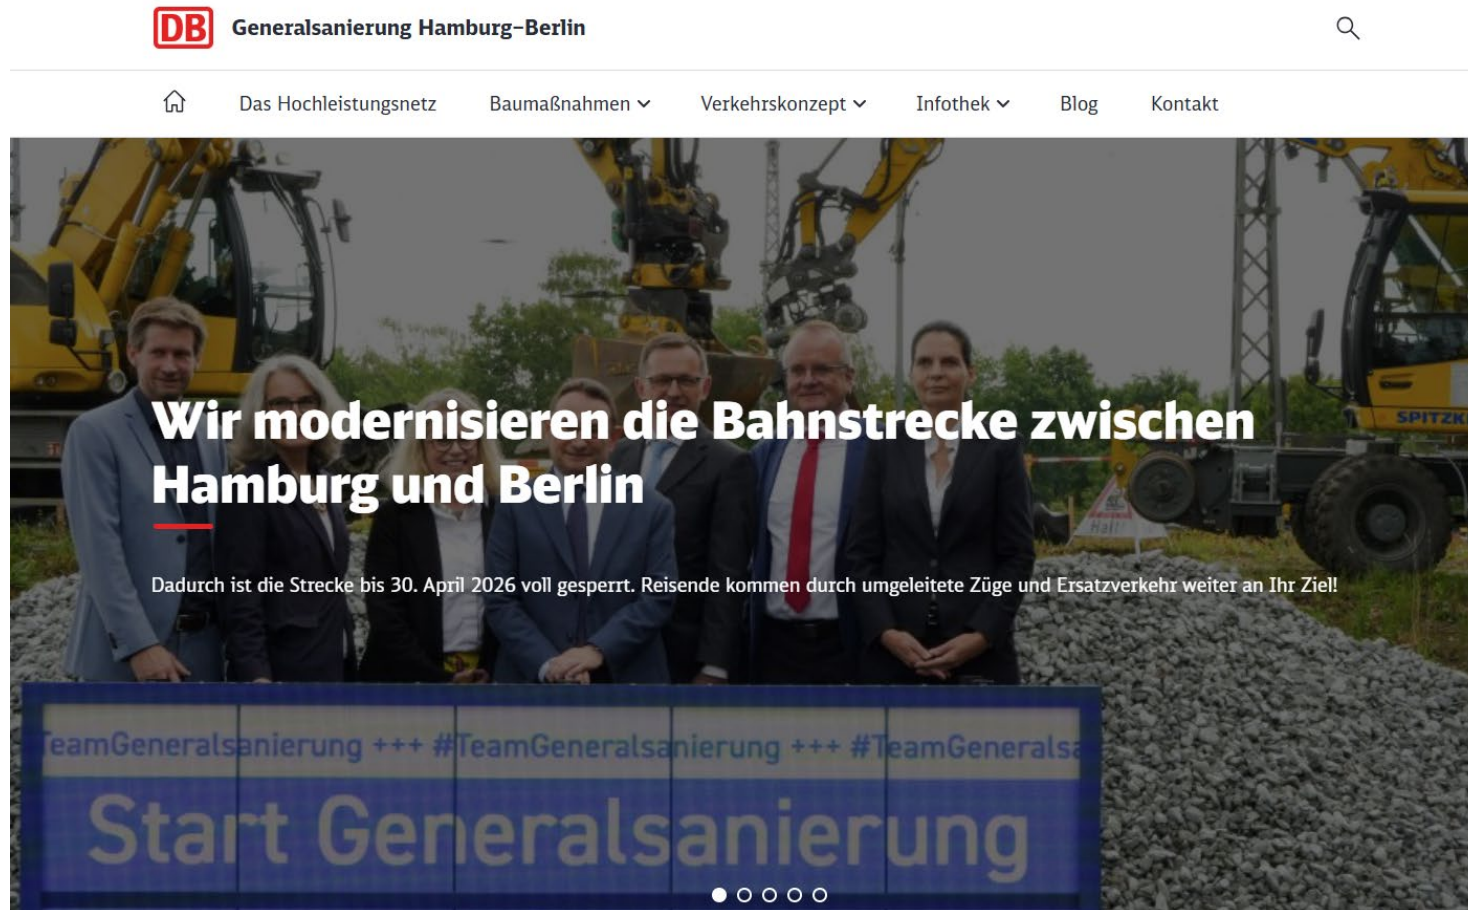 DB Generalsanierung Hamburg–Berlin
Das Hochleistungsnetz Baumaßnahmen Verkehrskonzept Infothek Blog Kontakt
SPITZK
Wir modernisieren die Bahnstrecke zwischen
Hamburg und Berlin
Halt
Dadurch ist die Strecke bis 30. April 2026 voll gesperrt. Reisende kommen durch umgeleitete Züge und Ersatzverkehr weiter an Ihr Ziel!
TeamGeneralsanierung +++ #TeamGeneralsanierung +++ #TeamGeneralsa
Start Generalsanierung